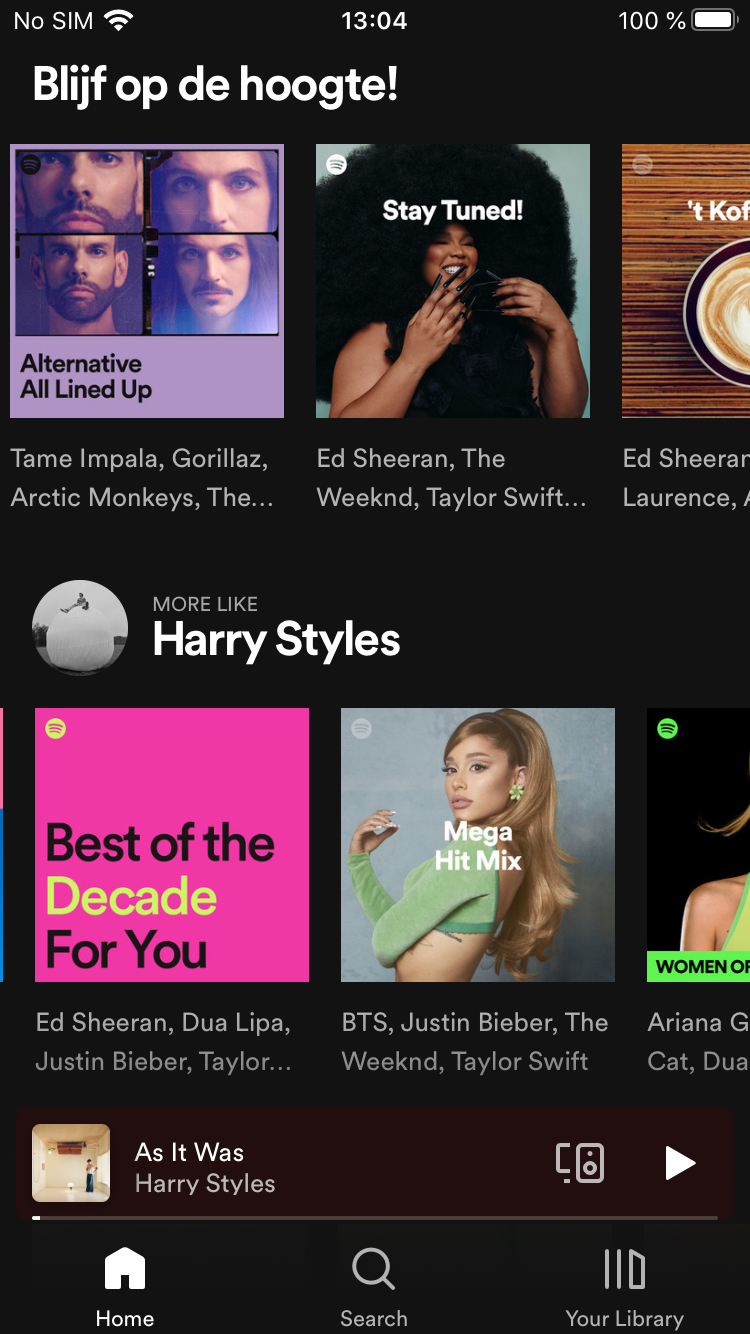 No SIM 13:04 100 %
Blijf op de hoogte!
Stay Tuned!
't Kof
Alternative
All Lined Up
Tame Impala, Gorillaz,
Arctic Monkeys, The...
Ed Sheeran, The
Weeknd, Taylor Swift...
Ed Sheeran
Laurence, A
MORE LIKE
Harry Styles
Best of the
Decade
For You
Mega
Hit Mix
WOMEN OF
Ed Sheeran, Dua Lipa,
Justin Bieber, Taylor...
BTS, Justin Bieber, The
Weeknd, Taylor Swift
Ariana G
Cat, Dua
As It Was
Harry Styles
Home
Search
Your Library